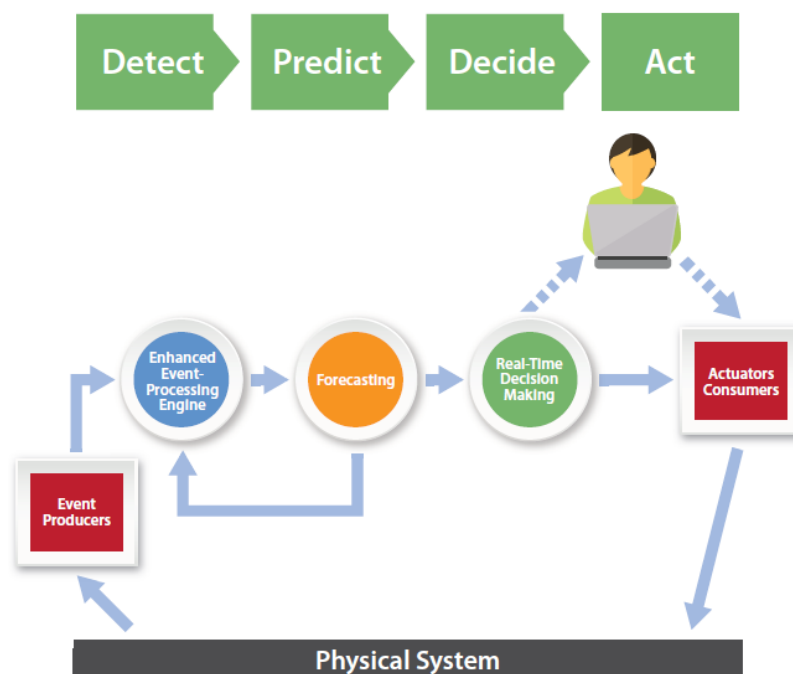 Detect
Predict
Decide
Act
Enhanced
Event-
Processing
Engine
Forecasting
Real-Time
Decision
Making
Actuators
Consumers
Event
Producers
Physical System